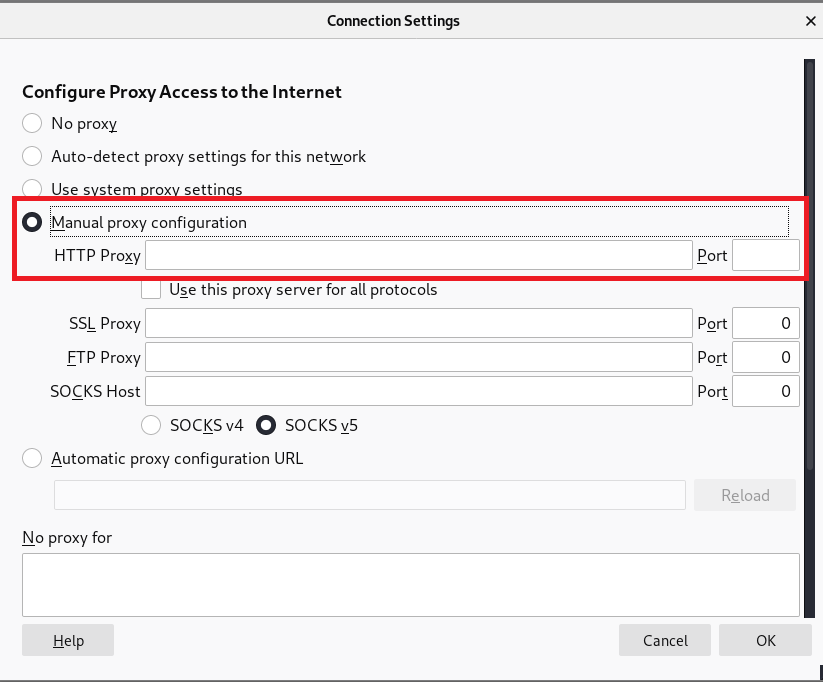 Connection Settings
Configure Proxy Access to the Internet
No proxy
Auto-detect proxy settings for this network
Use system proxy settings
Manual proxy configuration
HTTP Proxy Port
Use this proxy server for all protocols
SSL Proxy Port 0
FTP Proxy Port 0
SOCKS Host Port 0
SOCKS v4 SOCKS v5
Automatic proxy configuration URL
Reload
No proxy for
Help Cancel OK